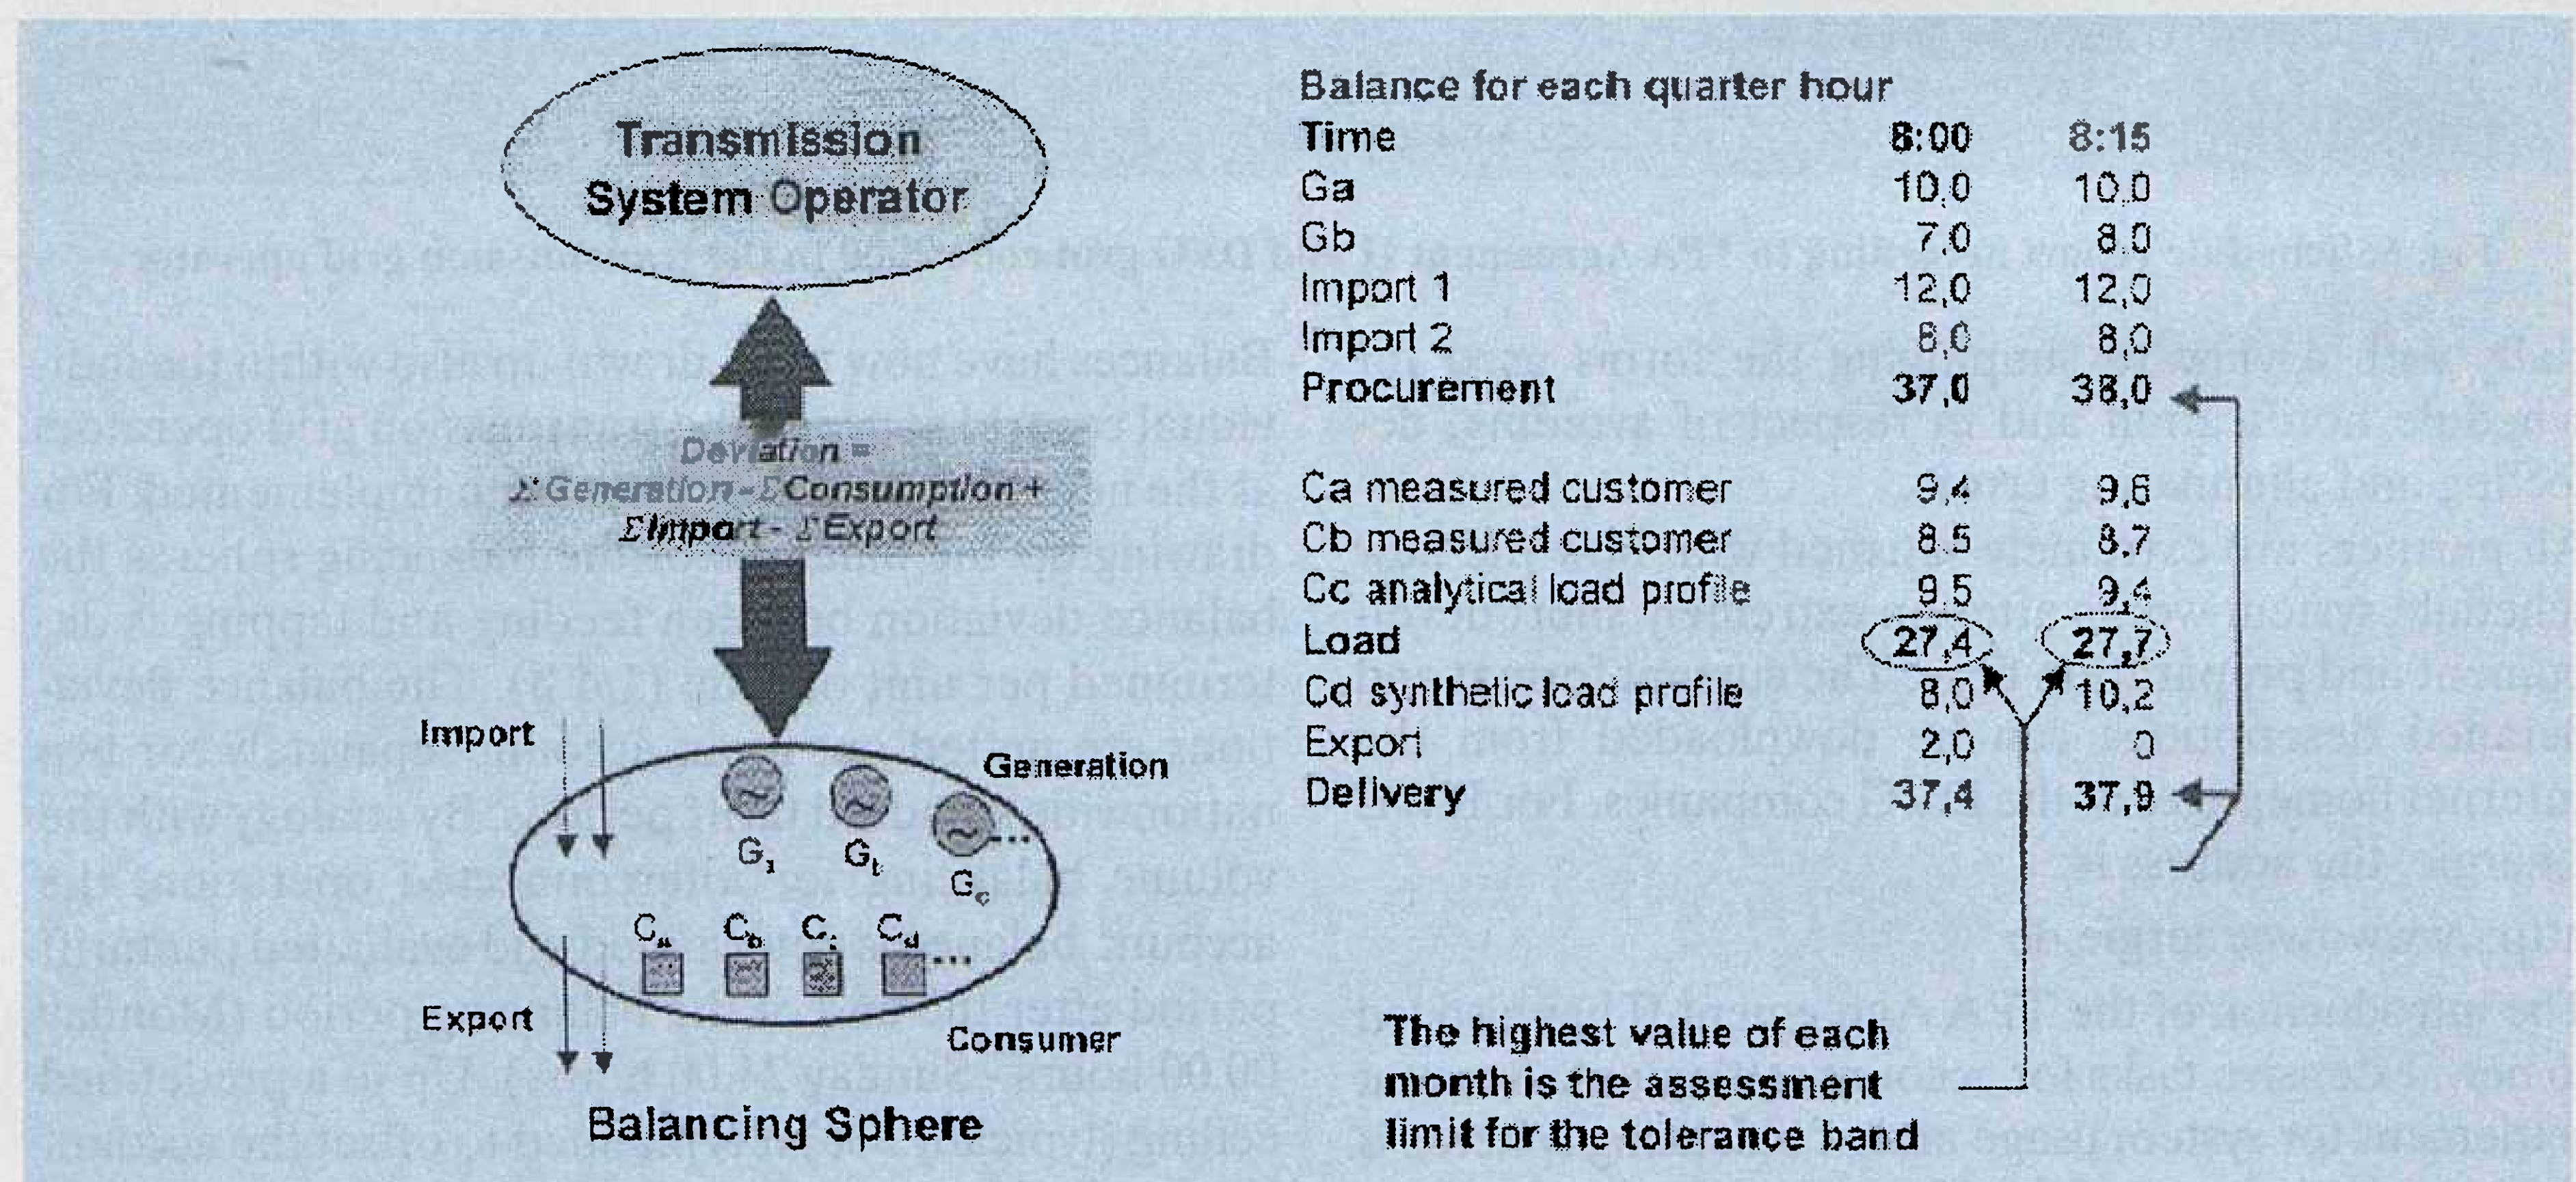 Transmission
System Operator
Deviation =
Σ Generation - Σ Consumption +
Σ Import - Σ Export
Import
Generation
Ga
Gb
Gc
...
Ca
Cb
Cc
Cd
...
Export
Consumer
Balancing Sphere
Balance for each quarter hour
Time 8:00 8:15
Ga 10,0 10,0
Gb 7,0 8,0
Import 1 12,0 12,0
Import 2 8,0 8,0
Procurement 37,0 38,0
Ca measured customer 9,4 9,6
Cb measured customer 8,5 8,7
Cc analytical load profile 9,5 9,4
Load 27,4 27,7
Cd synthetic load profile 8,0 10,2
Export 2,0 0
Delivery 37,4 37,9
The highest value of each
month is the assessment
limit for the tolerance band